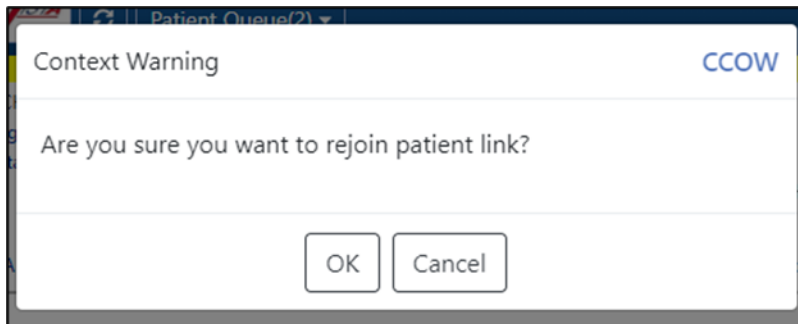 Patient Queue(2)
Context Warning
CCOW
Are you sure you want to rejoin patient link?
OK
Cancel